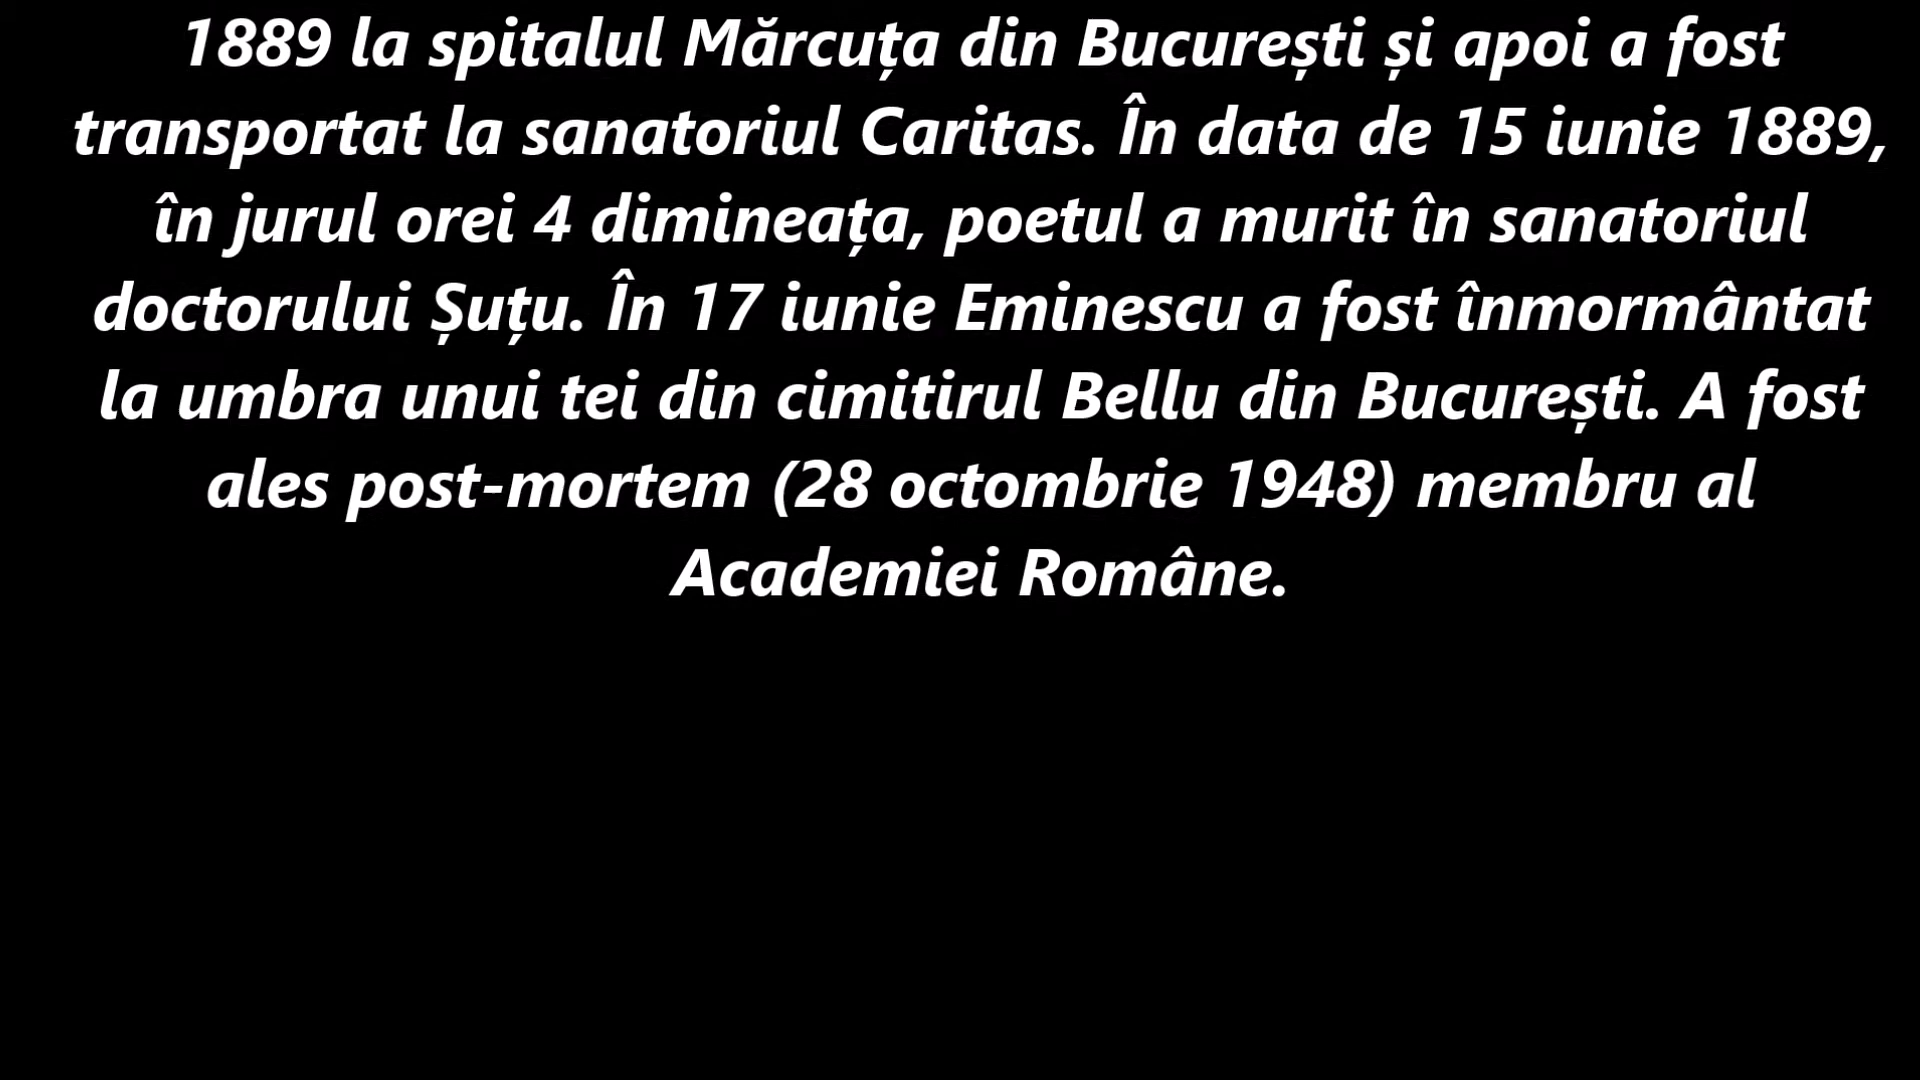 1889 la spitalul Mărcuța din București și apoi a fost
transportat la sanatoriul Caritas. În data de 15 iunie 1889,
în jurul orei 4 dimineața, poetul a murit în sanatoriul
doctorului Șuțu. În 17 iunie Eminescu a fost înmormântat
la umbra unui tei din cimitirul Bellu din București. A fost
ales post-mortem (28 octombrie 1948) membru al
Academiei Române.